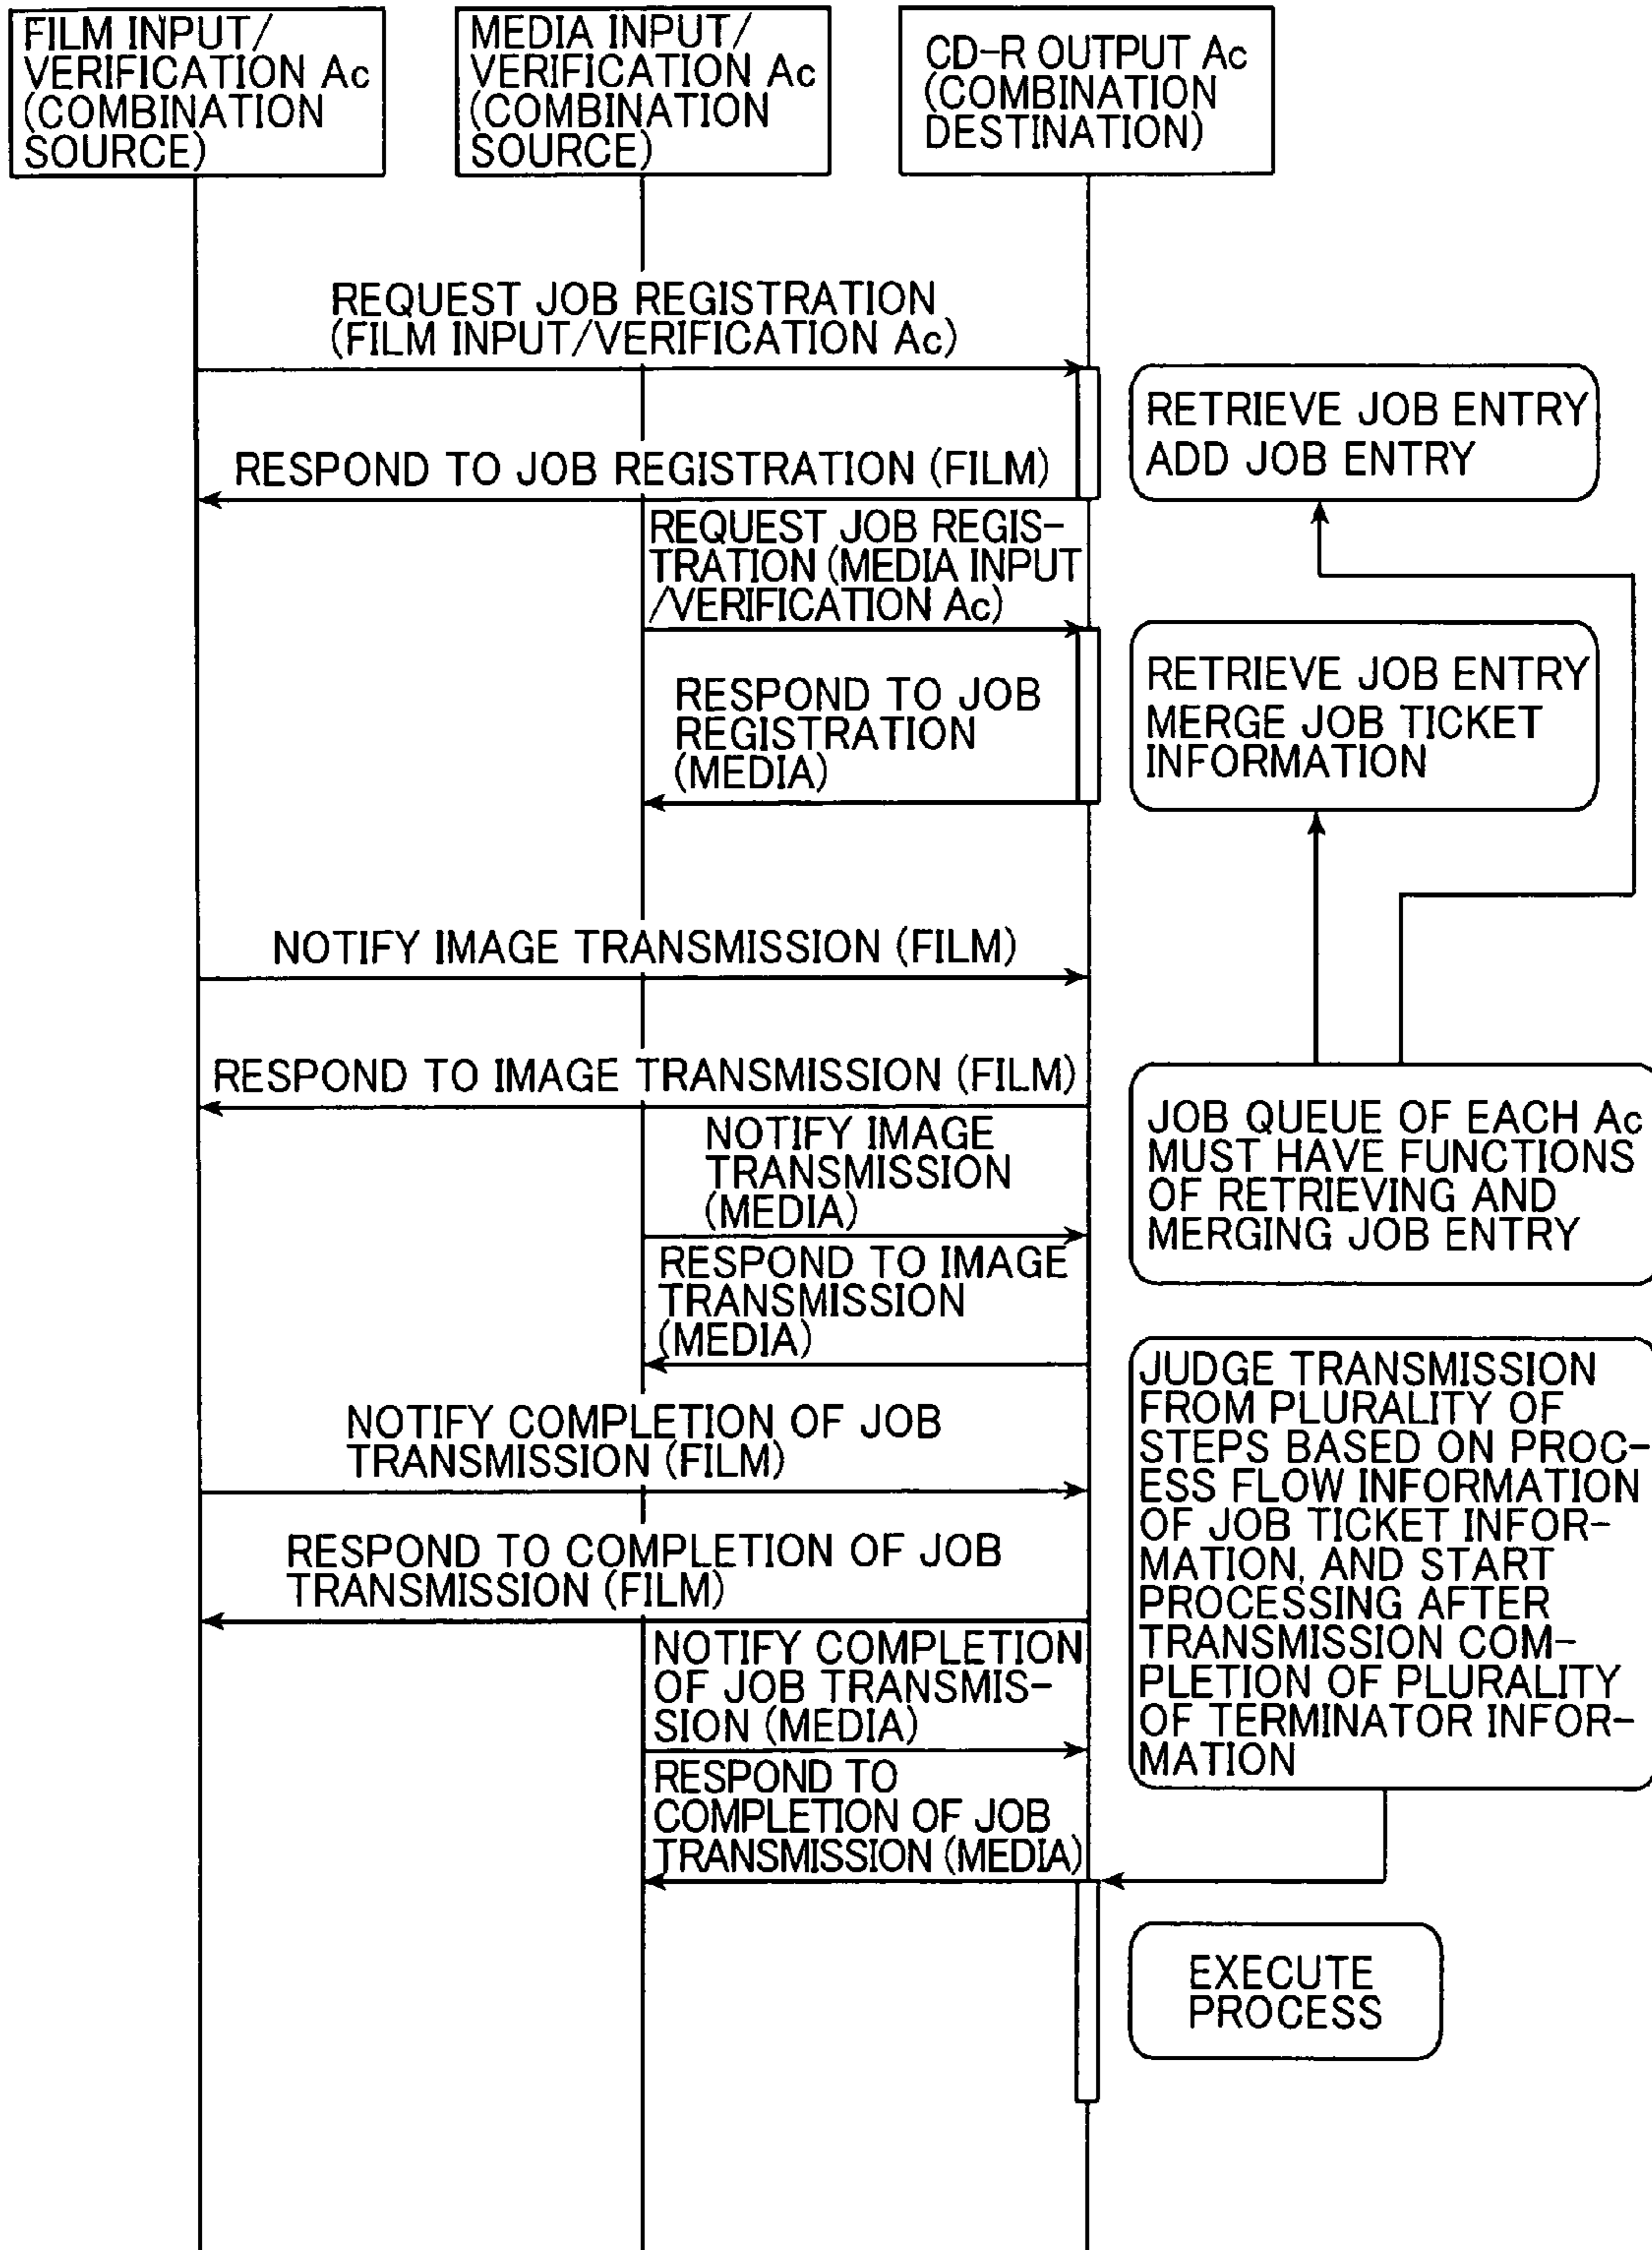 FILM INPUT/
VERIFICATION Ac
(COMBINATION
SOURCE)
MEDIA INPUT/
VERIFICATION Ac
(COMBINATION
SOURCE)
CD-R OUTPUT Ac
(COMBINATION
DESTINATION)
REQUEST JOB REGISTRATION
(FILM INPUT/VERIFICATION Ac)
RETRIEVE JOB ENTRY
ADD JOB ENTRY
RESPOND TO JOB REGISTRATION (FILM)
REQUEST JOB REGIS-
TRATION (MEDIA INPUT
/VERIFICATION Ac)
RETRIEVE JOB ENTRY
MERGE JOB TICKET
INFORMATION
RESPOND TO JOB
REGISTRATION
(MEDIA)
NOTIFY IMAGE TRANSMISSION (FILM)
RESPOND TO IMAGE TRANSMISSION (FILM)
JOB QUEUE OF EACH Ac
MUST HAVE FUNCTIONS
OF RETRIEVING AND
MERGING JOB ENTRY
NOTIFY IMAGE
TRANSMISSION
(MEDIA)
RESPOND TO IMAGE
TRANSMISSION
(MEDIA)
JUDGE TRANSMISSION
FROM PLURALITY OF
STEPS BASED ON PROC-
ESS FLOW INFORMATION
OF JOB TICKET INFOR-
MATION, AND START
PROCESSING AFTER
TRANSMISSION COM-
PLETION OF PLURALITY
OF TERMINATOR INFOR-
MATION
NOTIFY COMPLETION OF JOB
TRANSMISSION (FILM)
RESPOND TO COMPLETION OF JOB
TRANSMISSION (FILM)
NOTIFY COMPLETION
OF JOB TRANSMIS-
SION (MEDIA)
RESPOND TO
COMPLETION OF JOB
TRANSMISSION (MEDIA)
EXECUTE
PROCESS